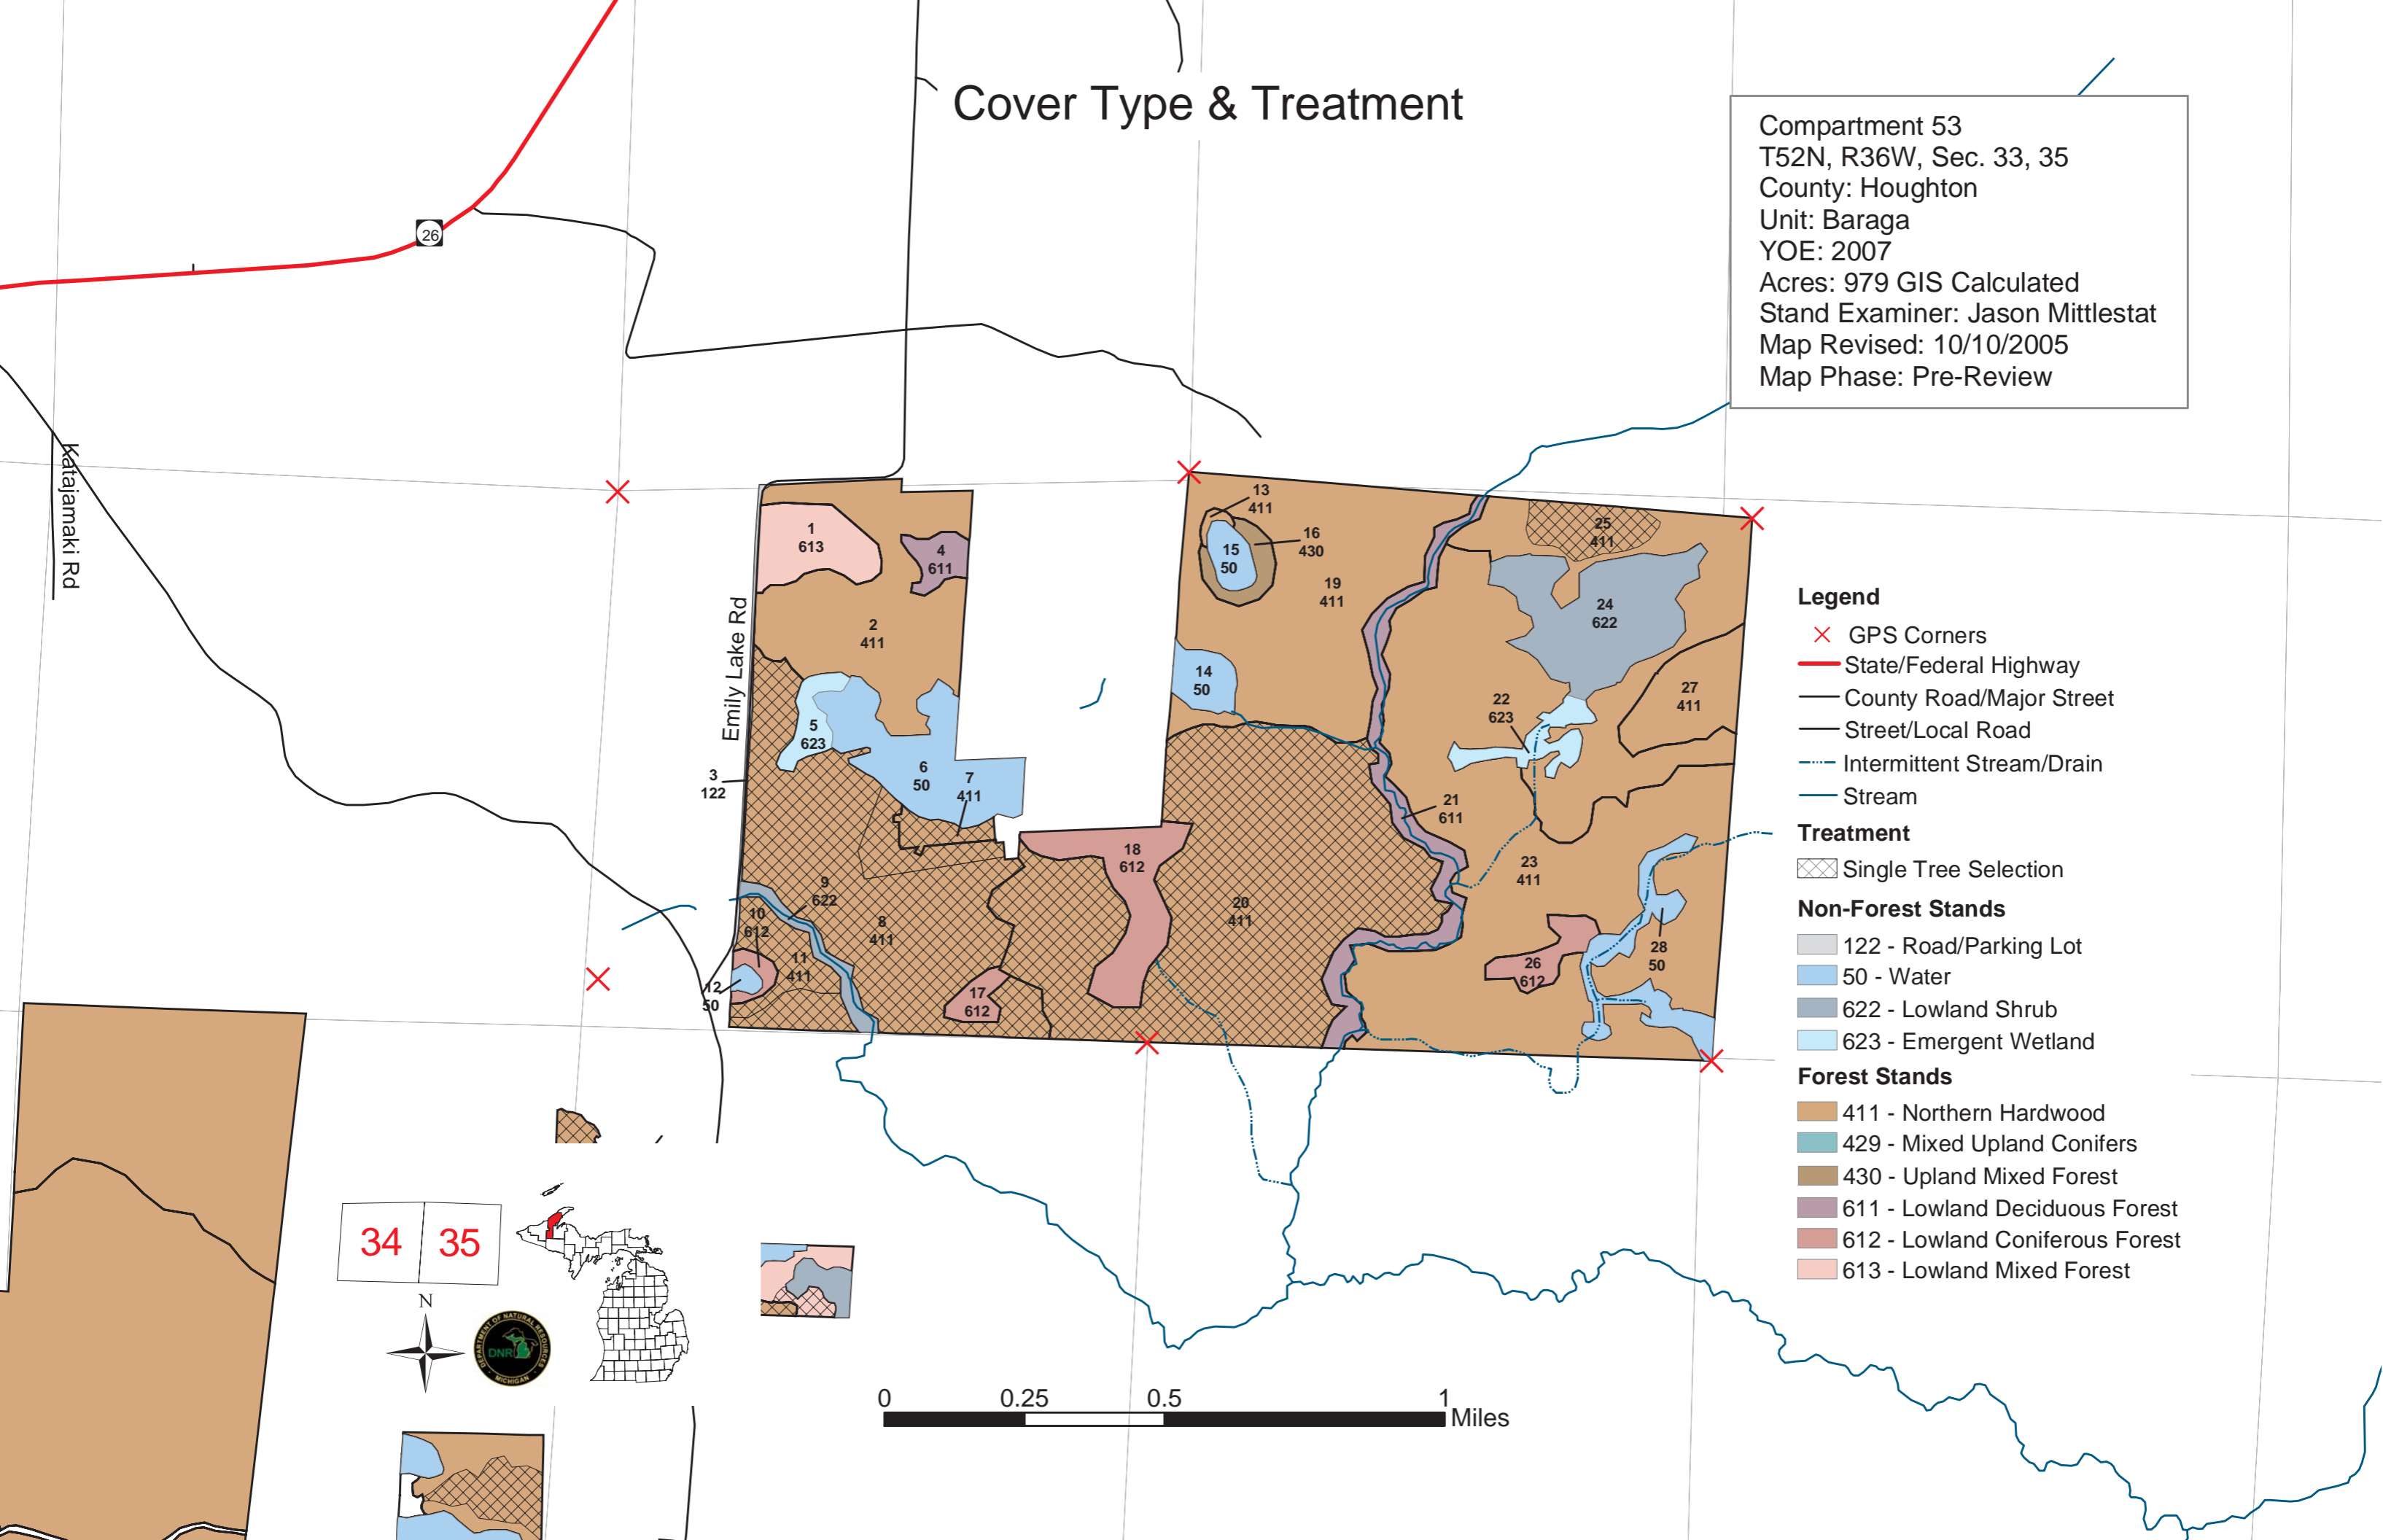 Cover Type & Treatment
Compartment 53
T52N, R36W, Sec. 33, 35
County: Houghton
Unit: Baraga
YOE: 2007
Acres: 979 GIS Calculated
Stand Examiner: Jason Mittlestat
Map Revised: 10/10/2005
Map Phase: Pre-Review
26
Katajamaki Rd
Emily Lake Rd
1
613
4
611
2
411
5
623
6
50
7
411
3
122
9
622
8
411
10
612
11
411
12
50
17
612
18
612
13
411
16
430
15
50
19
411
14
50
25
411
24
622
27
411
22
623
21
611
23
411
20
411
26
612
28
50
Legend
GPS Corners
State/Federal Highway
County Road/Major Street
Street/Local Road
Intermittent Stream/Drain
Stream
Treatment
Single Tree Selection
Non-Forest Stands
122 - Road/Parking Lot
50 - Water
622 - Lowland Shrub
623 - Emergent Wetland
Forest Stands
411 - Northern Hardwood
429 - Mixed Upland Conifers
430 - Upland Mixed Forest
611 - Lowland Deciduous Forest
612 - Lowland Coniferous Forest
613 - Lowland Mixed Forest
34 35
N
DEPARTMENT OF NATURAL RESOURCES
DNR
MICHIGAN
0 0.25 0.5 1
Miles